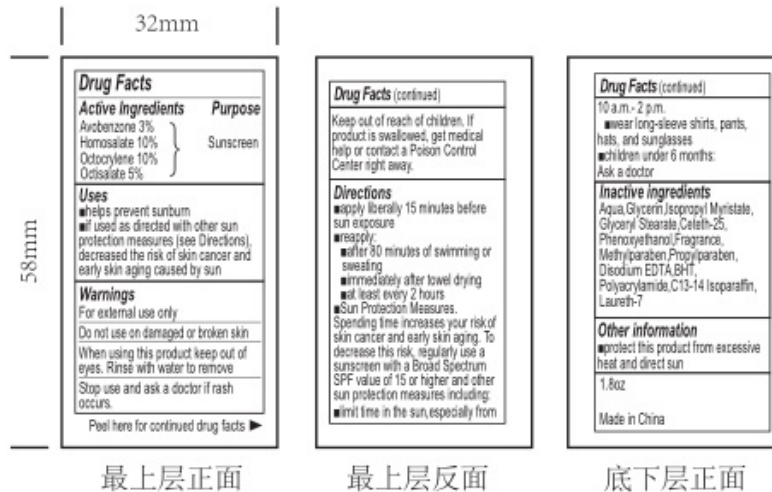 32mm
58mm
Drug Facts
Active Ingredients Purpose
Avobenzone 3%
Homosalate 10% Sunscreen
Octocrylene 10%
Octisalate 5%
Uses
■helps prevent sunburn
■if used as directed with other sun
protection measures (see Directions),
decreased the risk of skin cancer and
early skin aging caused by sun
Warnings
For external use only
Do not use on damaged or broken skin
When using this product keep out of
eyes. Rinse with water to remove
Stop use and ask a doctor if rash
occurs.
Peel here for continued drug facts ▶
最上层正面
Drug Facts (continued)
Keep out of reach of children. If
product is swallowed, get medical
help or contact a Poison Control
Center right away.
Directions
■apply liberally 15 minutes before
sun exposure
■reapply:
■after 80 minutes of swimming or
sweating
■immediately after towel drying
■at least every 2 hours
■Sun Protection Measures.
Spending time increases your risk of
skin cancer and early skin aging. To
decrease this risk, regularly use a
sunscreen with a Broad Spectrum
SPF value of 15 or higher and other
sun protection measures including:
■limit time in the sun,especially from
最上层反面
Drug Facts (continued)
10 a.m.- 2 p.m.
■wear long-sleeve shirts, pants,
hats, and sunglasses
■children under 6 months:
Ask a doctor
Inactive ingredients
Aqua,Glycerin,Isopropyl Myristate,
Glyceryl Stearate,Ceteth-25,
Phenoxyethanol,Fragrance,
Methylparaben,Propylparaben,
Disodium EDTA,BHT,
Polyacrylamide,C13-14 Isoparaffin,
Laureth-7
Other information
■protect this product from excessive
heat and direct sun
1.8oz
Made in China
底下层正面